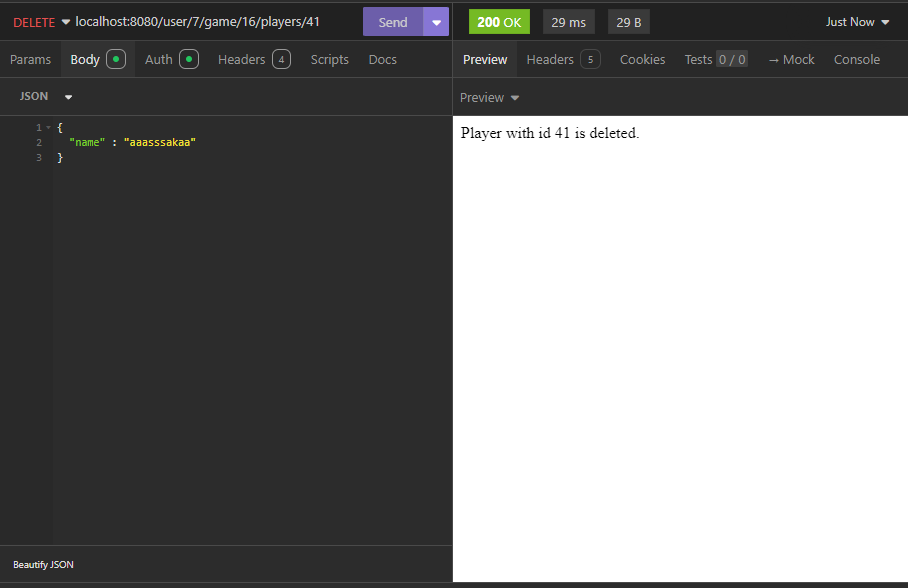 DELETE localhost:8080/user/7/game/16/players/41 Send
200 OK 29 ms 29 B Just Now
Params Body Auth Headers 4 Scripts Docs
Preview Headers 5 Cookies Tests 0 / 0 → Mock Console
JSON
Preview
1 {
2 "name" : "aaasssakaa"
3 }
Player with id 41 is deleted.
Beautify JSON